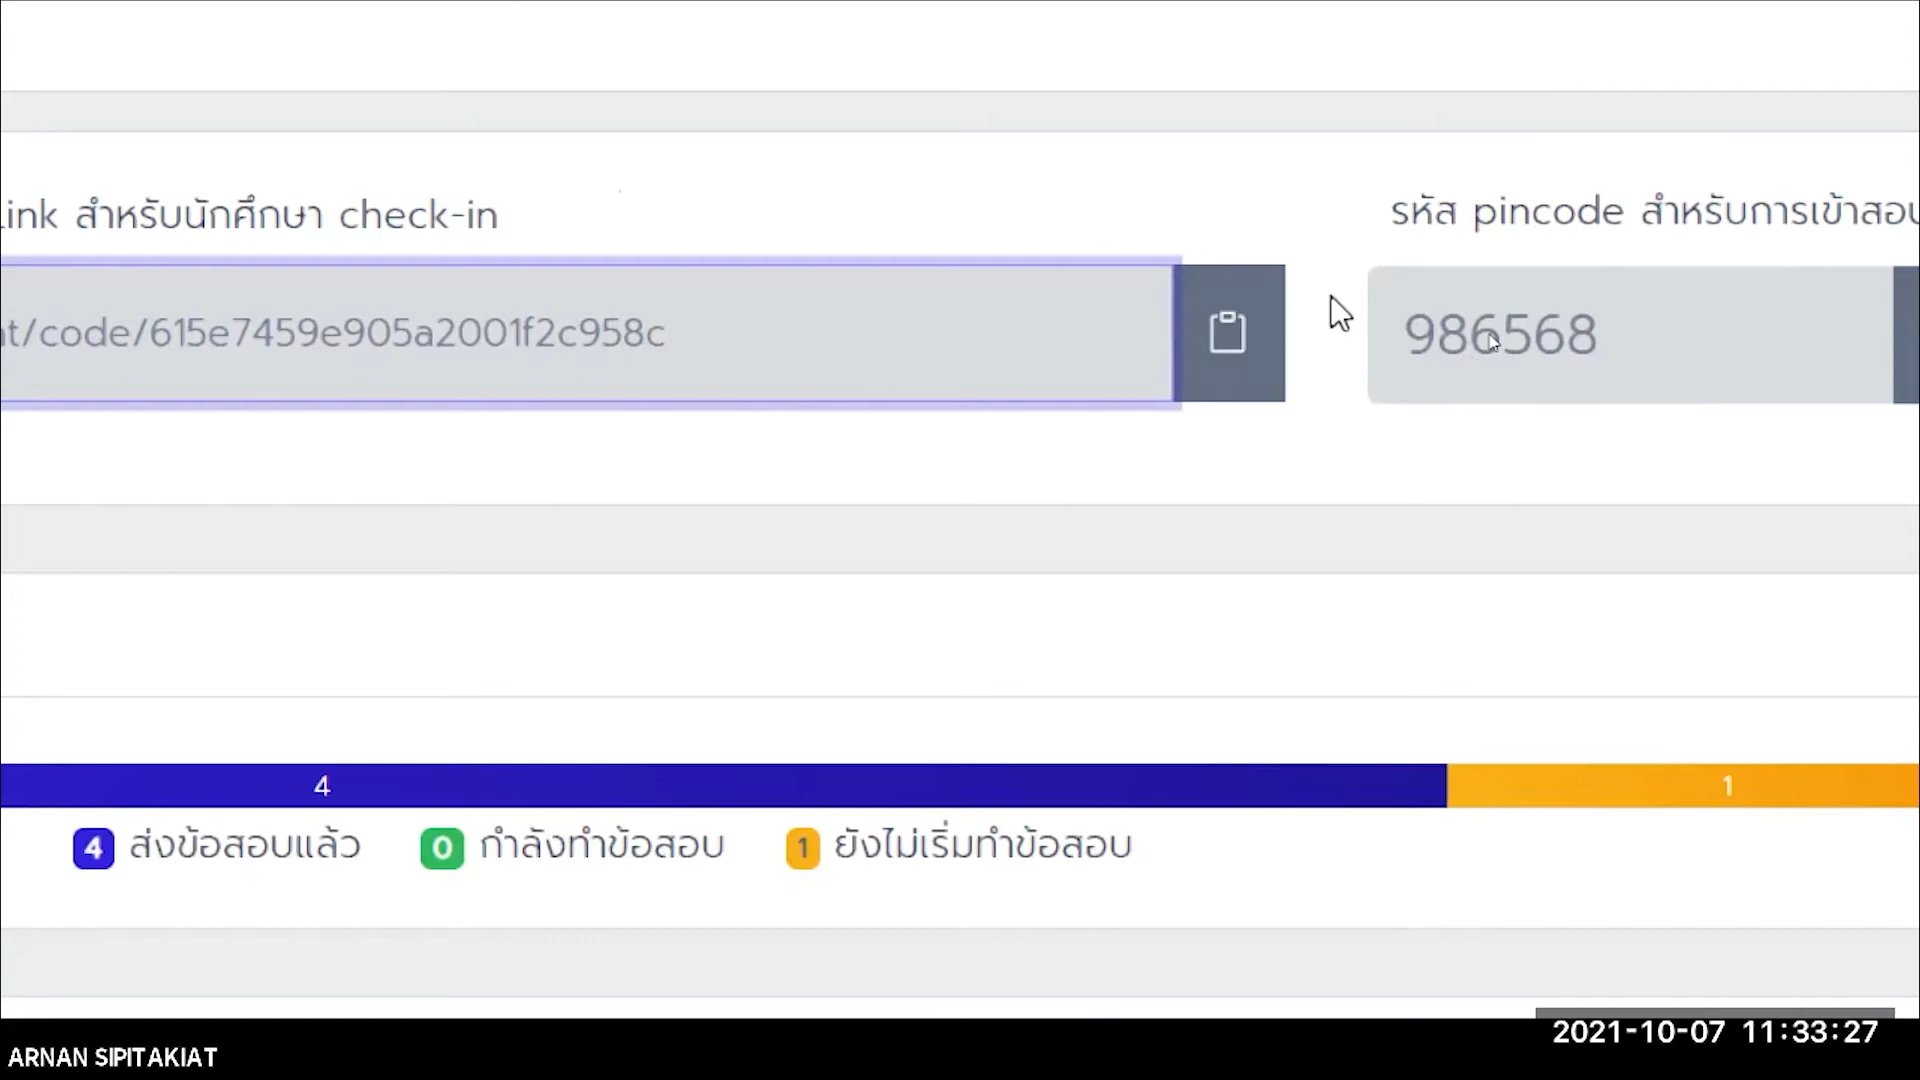 ink สำหรับนักศึกษา check-in
รหัส pincode สำหรับการเข้าสอบ
nt/code/615e7459e905a2001f2c958c
986568
4
1
4 ส่งข้อสอบแล้ว 0 กำลังทำข้อสอบ 1 ยังไม่เริ่มทำข้อสอบ
2021-10-07 11:33:27
ARNAN SIPITAKIAT